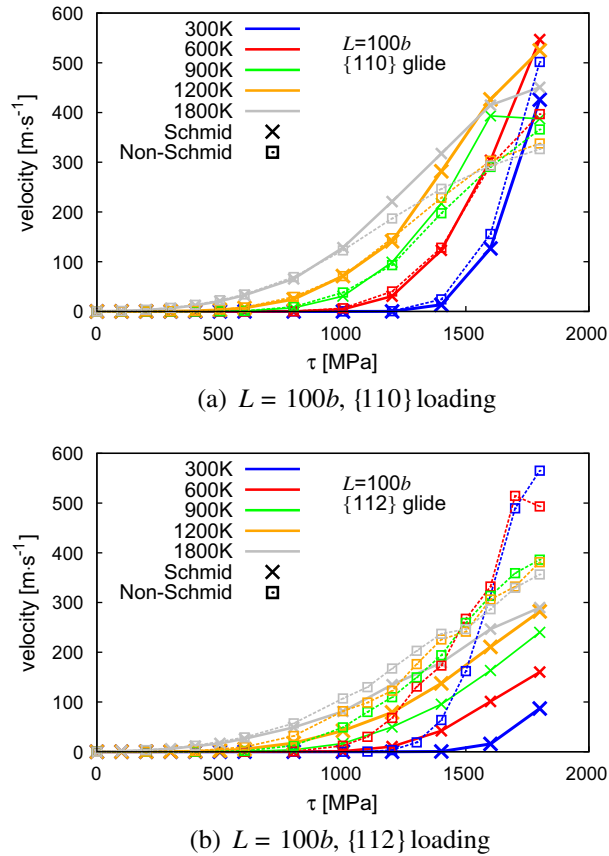 600
500
400
300
200
100
0
velocity [m·s⁻¹]
300K
600K
900K
1200K
1800K
Schmid
Non-Schmid
L=100b
{110} glide
0 500 1000 1500 2000
τ [MPa]
(a) L = 100b, {110} loading
600
500
400
300
200
100
0
velocity [m·s⁻¹]
300K
600K
900K
1200K
1800K
Schmid
Non-Schmid
L=100b
{112} glide
0 500 1000 1500 2000
τ [MPa]
(b) L = 100b, {112} loading